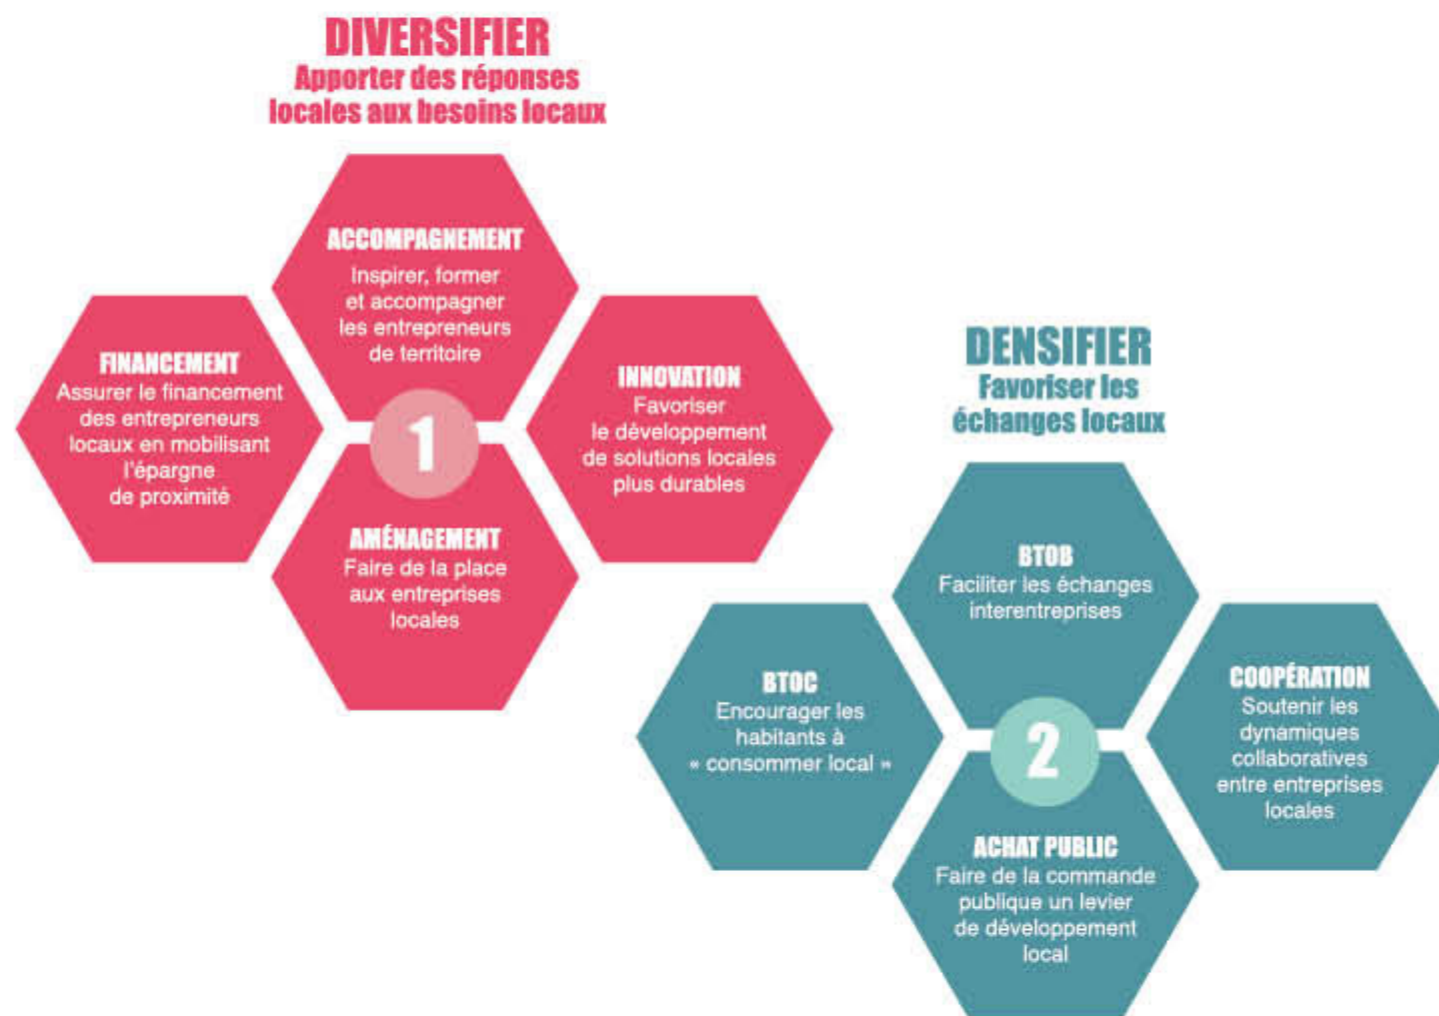 DIVERSIFIER
Apporter des réponses
locales aux besoins locaux
ACCOMPAGNEMENT
Inspirer, former
et accompagner
les entrepreneurs
de territoire
FINANCEMENT
Assurer le financement
des entrepreneurs
locaux en mobilisant
l'épargne
de proximité
1
INNOVATION
Favoriser
le développement
de solutions locales
plus durables
AMÉNAGEMENT
Faire de la place
aux entreprises
locales
DENSIFIER
Favoriser les
échanges locaux
BTOB
Faciliter les échanges
interentreprises
BTOC
Encourager les
habitants à
« consommer local »
2
COOPÉRATION
Soutenir les
dynamiques
collaboratives
entre entreprises
locales
ACHAT PUBLIC
Faire de la commande
publique un levier
de développement
local